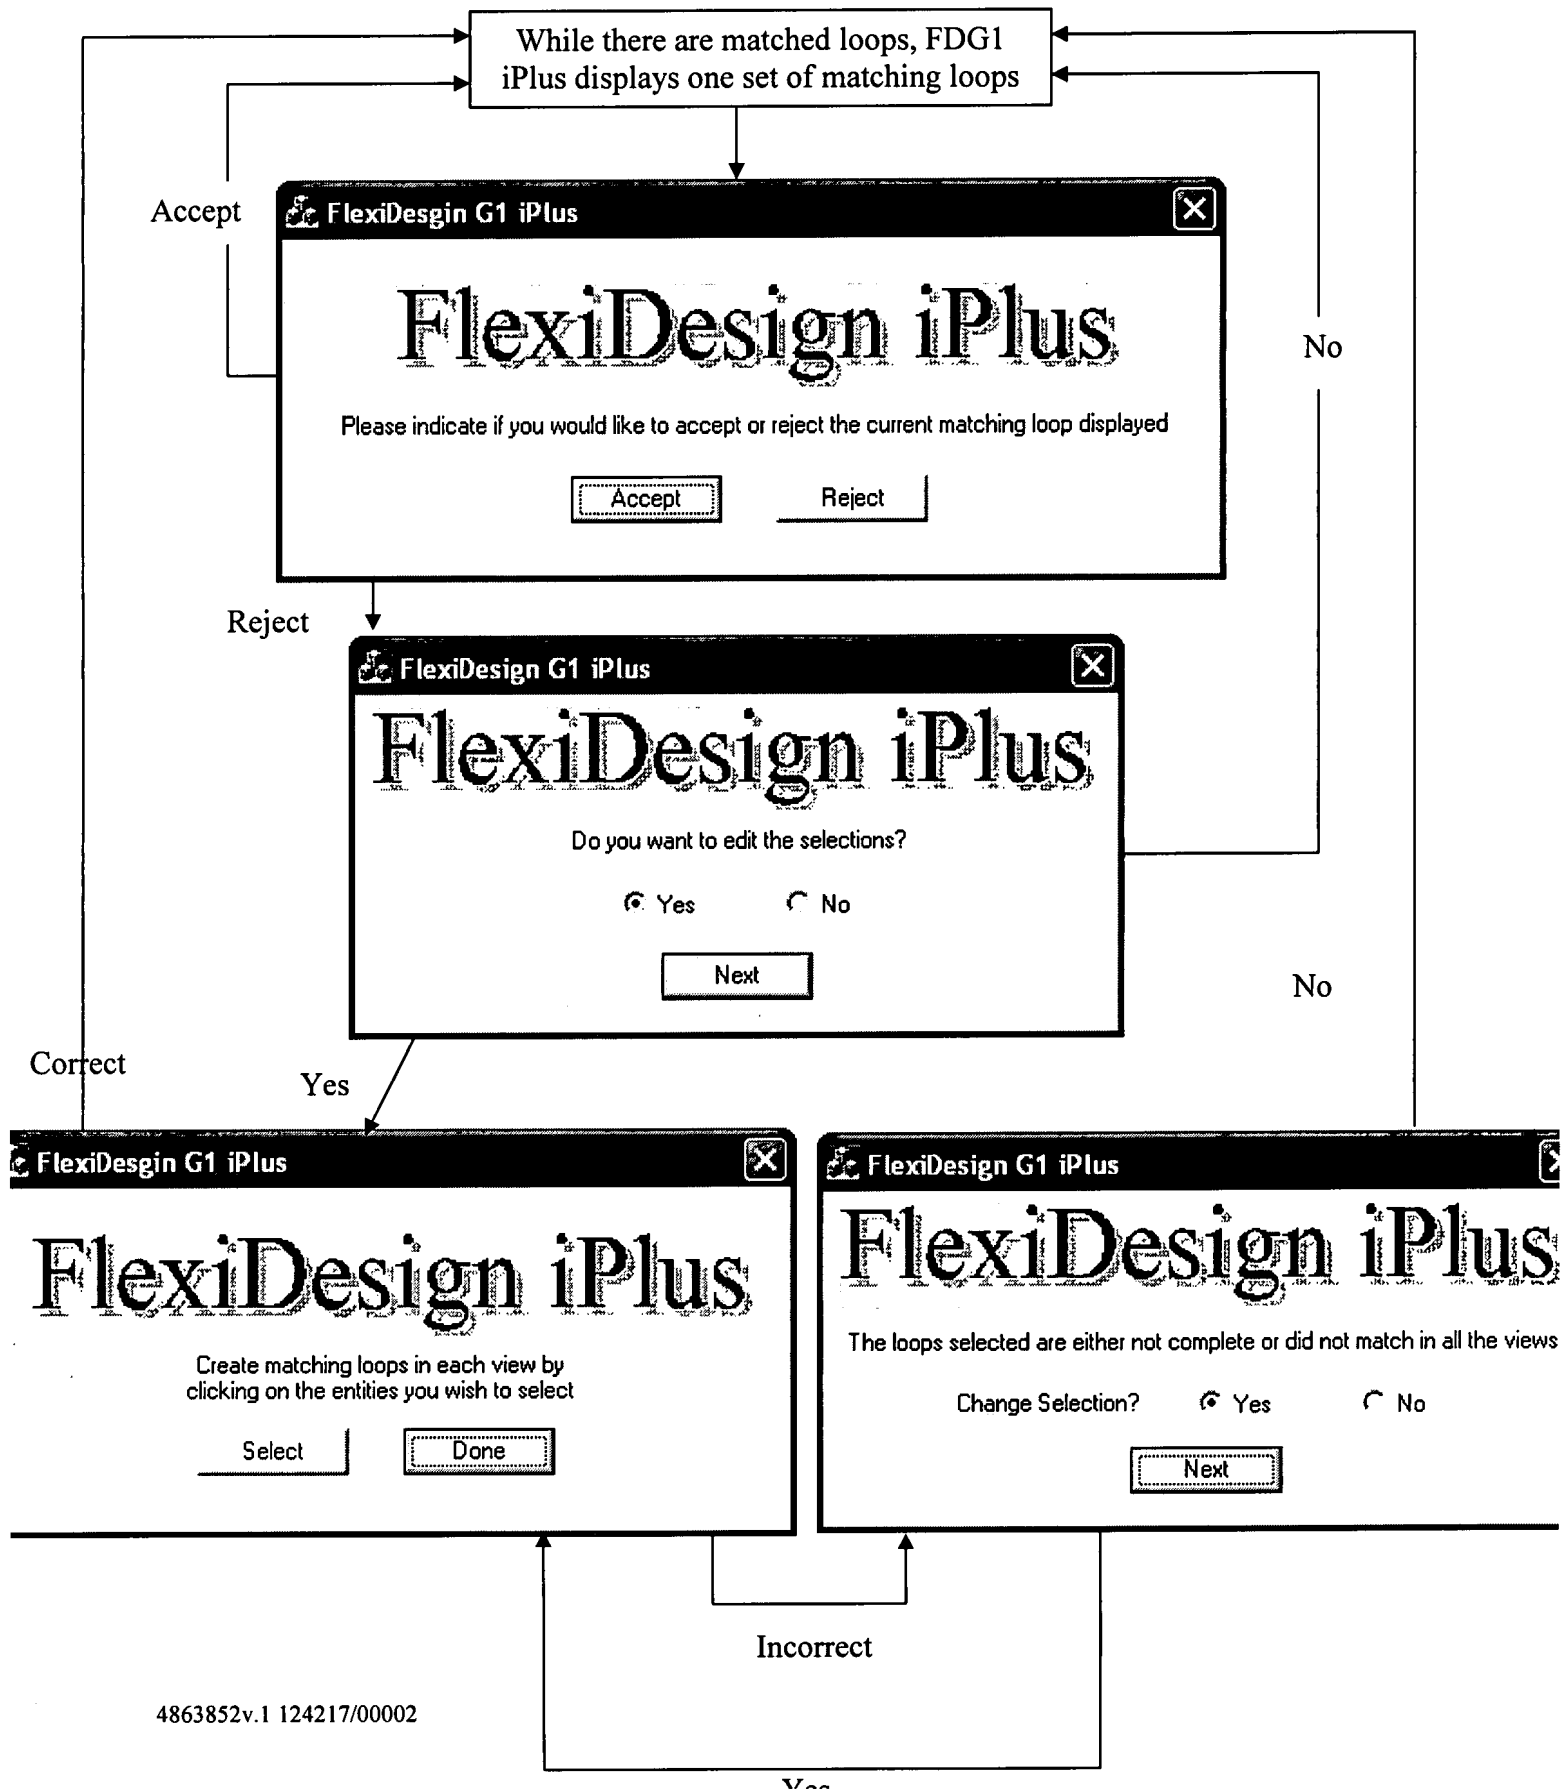 While there are matched loops, FDG1
iPlus displays one set of matching loops
Accept
FlexiDesgin G1 iPlus
FlexiDesign iPlus
No
Please indicate if you would like to accept or reject the current matching loop displayed
Accept Reject
Reject
FlexiDesign G1 iPlus
FlexiDesign iPlus
Do you want to edit the selections?
Yes No
Next
No
Correct
Yes
FlexiDesgin G1 iPlus
FlexiDesign iPlus
Create matching loops in each view by
clicking on the entities you wish to select
Select Done
FlexiDesign G1 iPlus
FlexiDesign iPlus
The loops selected are either not complete or did not match in all the views
Change Selection? Yes No
Next
Incorrect
4863852v.1 124217/00002
Yes